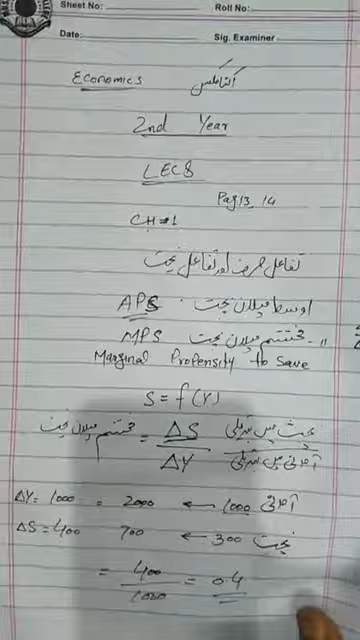 Sheet No: Roll No:
Date: Sig. Examiner
Economics اکنامکس
2nd Year
LEC 8
Pag 13, 14
CH = 1
تفاعل صرف اور تفاعل بچت
APS اوسط میلان بچت
MPS مختتم میلان بچت "
Marginal Propensity to Save
S = f(Y)
مختتم میلان بچت = ΔS / ΔY بچت میں تبدیلی / آمدنی میں تبدیلی
ΔY = 1000 = 2000 ← 1000 آمدنی
ΔS = 400 700 ← 300 بچت
= 400 / 1000 = 0.4